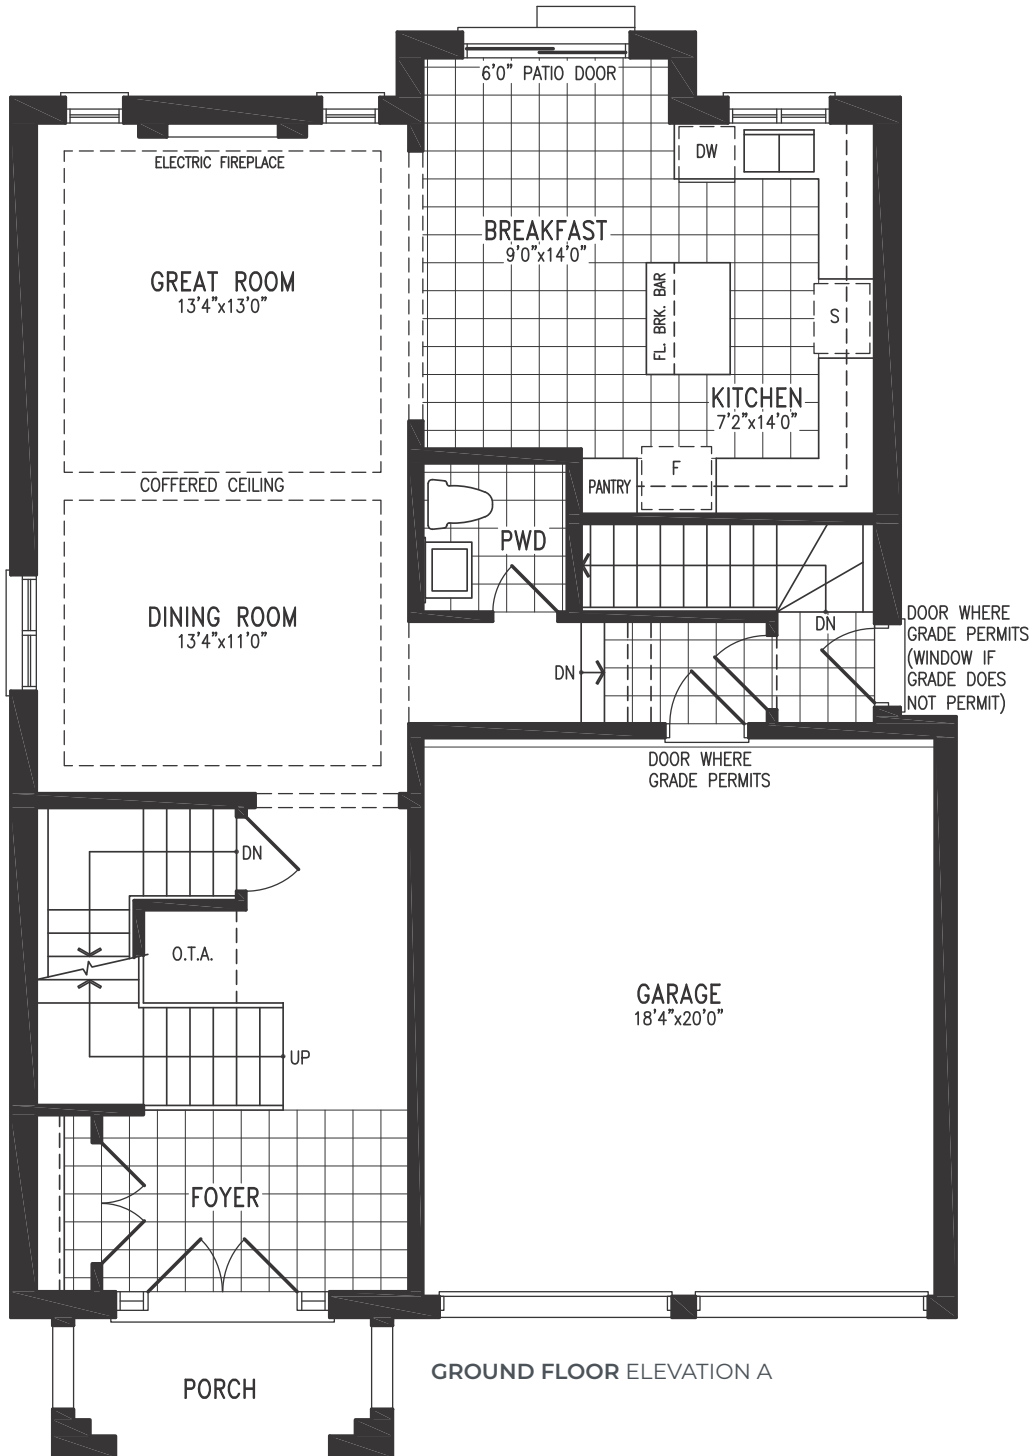 6'0" PATIO DOOR
ELECTRIC FIREPLACE
DW
BREAKFAST
9'0"x14'0"
GREAT ROOM
13'4"x13'0"
FL. BRK. BAR
S
KITCHEN
7'2"x14'0"
COFFERED CEILING
F
PANTRY
PWD
DINING ROOM
13'4"x11'0"
DN
DOOR WHERE
GRADE PERMITS
(WINDOW IF
GRADE DOES
NOT PERMIT)
DN
DOOR WHERE
GRADE PERMITS
DN
O.T.A.
GARAGE
18'4"x20'0"
UP
FOYER
GROUND FLOOR ELEVATION A
PORCH